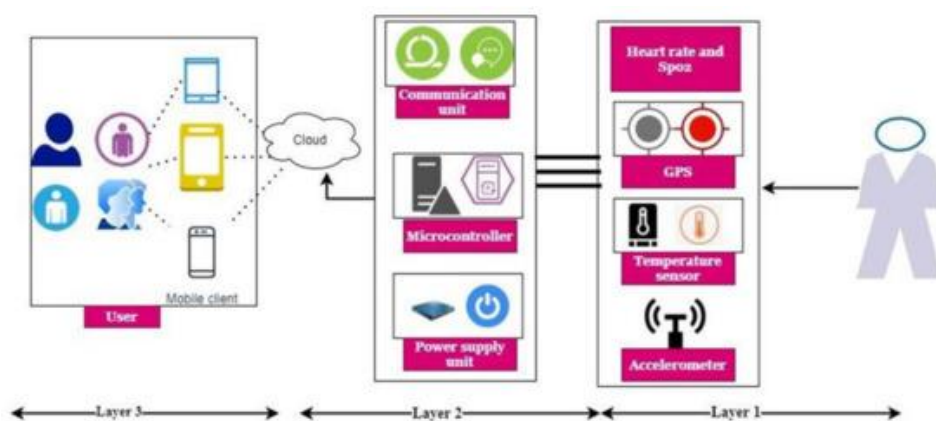 Cloud
Mobile client
User
Communication
unit
Microcontroller
Power supply
unit
Heart rate and
Spo2
GPS
Temperature
sensor
Accelerometer
Layer 3
Layer 2
Layer 1